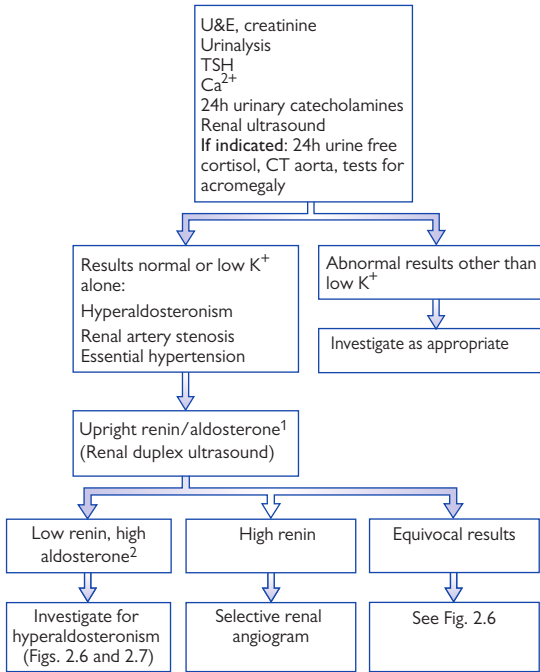 U&E, creatinine
Urinalysis
TSH
Ca²⁺
24h urinary catecholamines
Renal ultrasound
If indicated: 24h urine free
cortisol, CT aorta, tests for
acromegaly
Results normal or low K⁺
alone:
Hyperaldosteronism
Renal artery stenosis
Essential hypertension
Abnormal results other than
low K⁺
Investigate as appropriate
Upright renin/aldosterone¹
(Renal duplex ultrasound)
Low renin, high
aldosterone²
High renin
Equivocal results
Investigate for
hyperaldosteronism
(Figs. 2.6 and 2.7)
Selective renal
angiogram
See Fig. 2.6